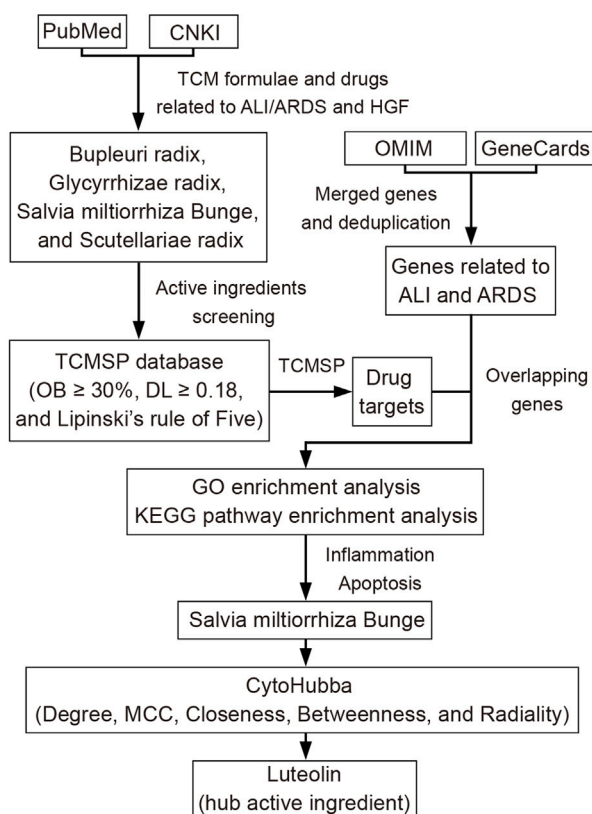 PubMed
CNKI
TCM formulae and drugs
related to ALI/ARDS and HGF
Bupleuri radix,
Glycyrrhizae radix,
Salvia miltiorrhiza Bunge,
and Scutellariae radix
OMIM
GeneCards
Merged genes
and deduplication
Genes related to
ALI and ARDS
Active ingredients
screening
TCMSP database
(OB ≥ 30%, DL ≥ 0.18,
and Lipinski's rule of Five)
TCMSP
Drug
targets
Overlapping
genes
GO enrichment analysis
KEGG pathway enrichment analysis
Inflammation
Apoptosis
Salvia miltiorrhiza Bunge
CytoHubba
(Degree, MCC, Closeness, Betweenness, and Radiality)
Luteolin
(hub active ingredient)